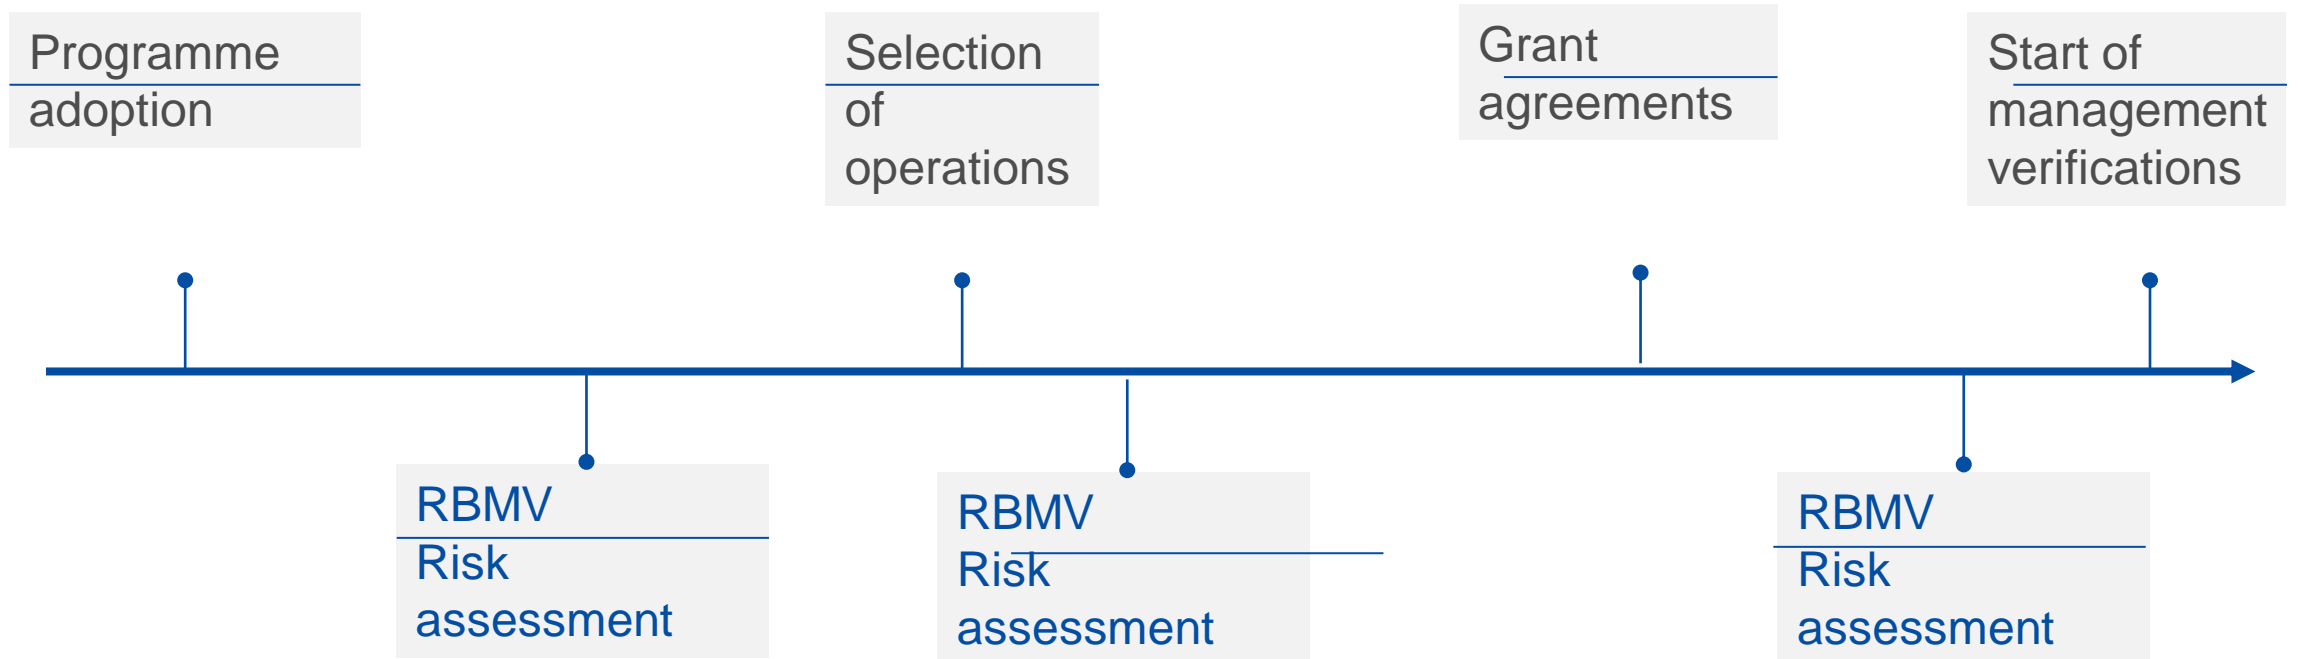 Programme
adoption
Selection
of
operations
Grant
agreements
Start of
management
verifications
RBMV
Risk
assessment
RBMV
Risk
assessment
RBMV
Risk
assessment